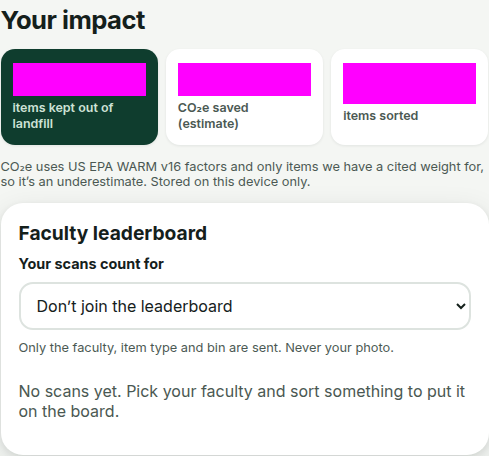 Your impact
items kept out of
landfill
CO₂e saved
(estimate)
items sorted
CO₂e uses US EPA WARM v16 factors and only items we have a cited weight for,
so it’s an underestimate. Stored on this device only.
Faculty leaderboard
Your scans count for
Don’t join the leaderboard
Only the faculty, item type and bin are sent. Never your photo.
No scans yet. Pick your faculty and sort something to put it
on the board.